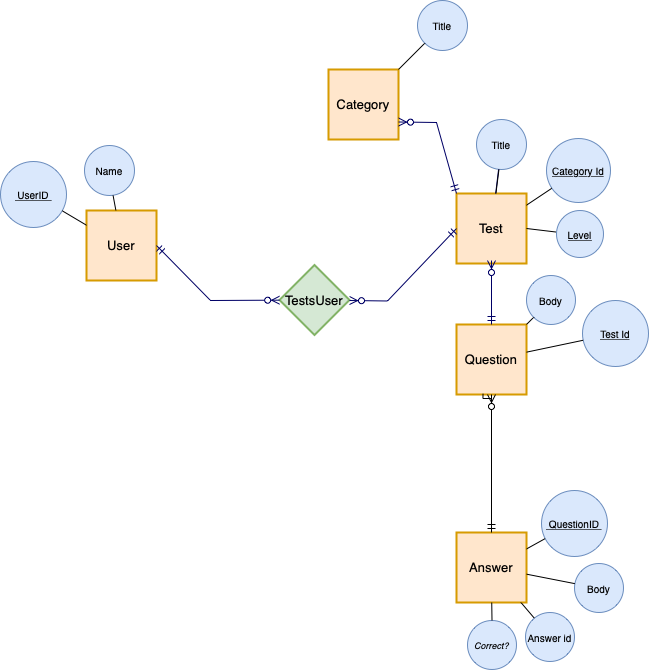 Title
Category
Title
Category Id
Name
UserID
Level
Test
User
TestsUser
Body
Test Id
Question
QuestionID
Answer
Body
Answer id
Correct?